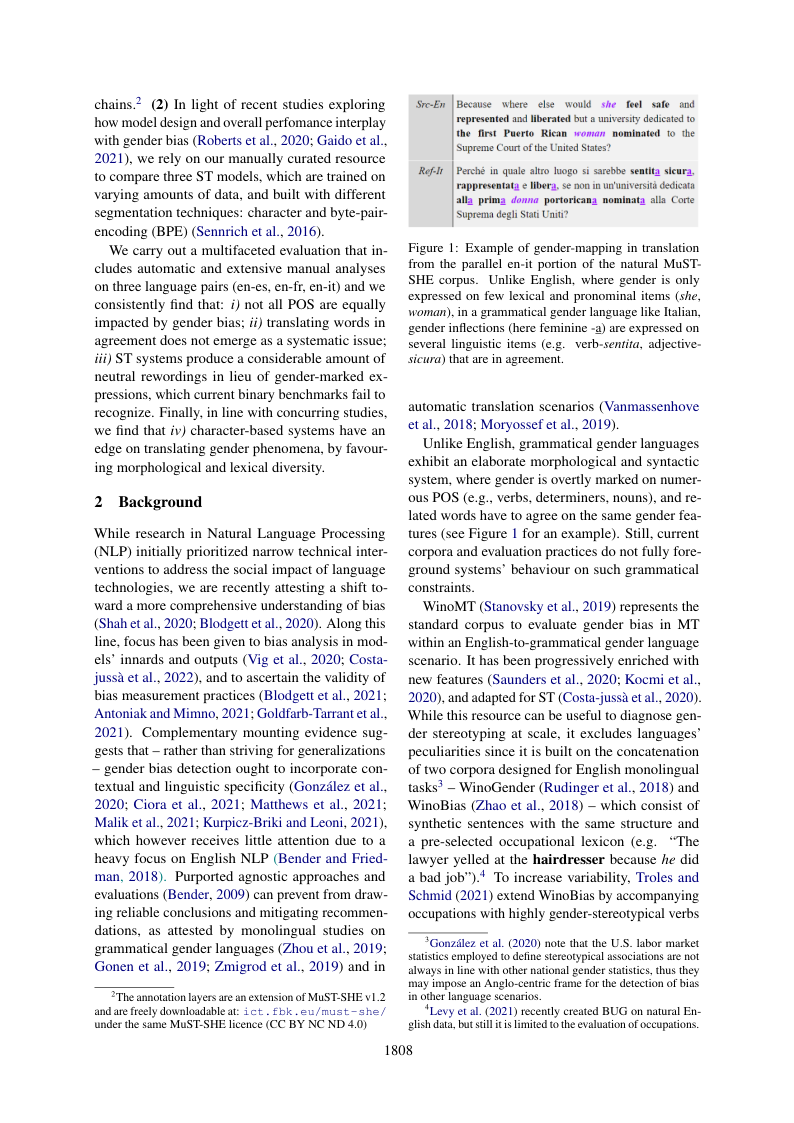 chains.2 (2) In light of recent studies exploring
how model design and overall perfomance interplay
with gender bias (Roberts et al., 2020; Gaido et al.,
2021), we rely on our manually curated resource
to compare three ST models, which are trained on
varying amounts of data, and built with different
segmentation techniques: character and byte-pair-
encoding (BPE) (Sennrich et al., 2016).
We carry out a multifaceted evaluation that in-
cludes automatic and extensive manual analyses
on three language pairs (en-es, en-fr, en-it) and we
consistently find that: i) not all POS are equally
impacted by gender bias; ii) translating words in
agreement does not emerge as a systematic issue;
iii) ST systems produce a considerable amount of
neutral rewordings in lieu of gender-marked ex-
pressions, which current binary benchmarks fail to
recognize. Finally, in line with concurring studies,
we find that iv) character-based systems have an
edge on translating gender phenomena, by favour-
ing morphological and lexical diversity.
2 Background
While research in Natural Language Processing
(NLP) initially prioritized narrow technical inter-
ventions to address the social impact of language
technologies, we are recently attesting a shift to-
ward a more comprehensive understanding of bias
(Shah et al., 2020; Blodgett et al., 2020). Along this
line, focus has been given to bias analysis in mod-
els' innards and outputs (Vig et al., 2020; Costa-
jussà et al., 2022), and to ascertain the validity of
bias measurement practices (Blodgett et al., 2021;
Antoniak and Mimno, 2021; Goldfarb-Tarrant et al.,
2021). Complementary mounting evidence sug-
gests that – rather than striving for generalizations
– gender bias detection ought to incorporate con-
textual and linguistic specificity (González et al.,
2020; Ciora et al., 2021; Matthews et al., 2021;
Malik et al., 2021; Kurpicz-Briki and Leoni, 2021),
which however receives little attention due to a
heavy focus on English NLP (Bender and Fried-
man, 2018). Purported agnostic approaches and
evaluations (Bender, 2009) can prevent from draw-
ing reliable conclusions and mitigating recommen-
dations, as attested by monolingual studies on
grammatical gender languages (Zhou et al., 2019;
Gonen et al., 2019; Zmigrod et al., 2019) and in
2The annotation layers are an extension of MuST-SHE v1.2
and are freely downloadable at: ict.fbk.eu/must-she/
under the same MuST-SHE licence (CC BY NC ND 4.0)
Src-En Because where else would she feel safe and
represented and liberated but a university dedicated to
the first Puerto Rican woman nominated to the
Supreme Court of the United States?
Ref-It Perché in quale altro luogo si sarebbe sentita sicura,
rappresentata e libera, se non in un'università dedicata
alla prima donna portoricana nominata alla Corte
Suprema degli Stati Uniti?
Figure 1: Example of gender-mapping in translation
from the parallel en-it portion of the natural MuST-
SHE corpus. Unlike English, where gender is only
expressed on few lexical and pronominal items (she,
woman), in a grammatical gender language like Italian,
gender inflections (here feminine -a) are expressed on
several linguistic items (e.g. verb-sentita, adjective-
sicura) that are in agreement.
automatic translation scenarios (Vanmassenhove
et al., 2018; Moryossef et al., 2019).
Unlike English, grammatical gender languages
exhibit an elaborate morphological and syntactic
system, where gender is overtly marked on numer-
ous POS (e.g., verbs, determiners, nouns), and re-
lated words have to agree on the same gender fea-
tures (see Figure 1 for an example). Still, current
corpora and evaluation practices do not fully fore-
ground systems' behaviour on such grammatical
constraints.
WinoMT (Stanovsky et al., 2019) represents the
standard corpus to evaluate gender bias in MT
within an English-to-grammatical gender language
scenario. It has been progressively enriched with
new features (Saunders et al., 2020; Kocmi et al.,
2020), and adapted for ST (Costa-jussà et al., 2020).
While this resource can be useful to diagnose gen-
der stereotyping at scale, it excludes languages'
peculiarities since it is built on the concatenation
of two corpora designed for English monolingual
tasks3 – WinoGender (Rudinger et al., 2018) and
WinoBias (Zhao et al., 2018) – which consist of
synthetic sentences with the same structure and
a pre-selected occupational lexicon (e.g. “The
lawyer yelled at the hairdresser because he did
a bad job”).4 To increase variability, Troles and
Schmid (2021) extend WinoBias by accompanying
occupations with highly gender-stereotypical verbs
3González et al. (2020) note that the U.S. labor market
statistics employed to define stereotypical associations are not
always in line with other national gender statistics, thus they
may impose an Anglo-centric frame for the detection of bias
in other language scenarios.
4Levy et al. (2021) recently created BUG on natural En-
glish data, but still it is limited to the evaluation of occupations.
1808